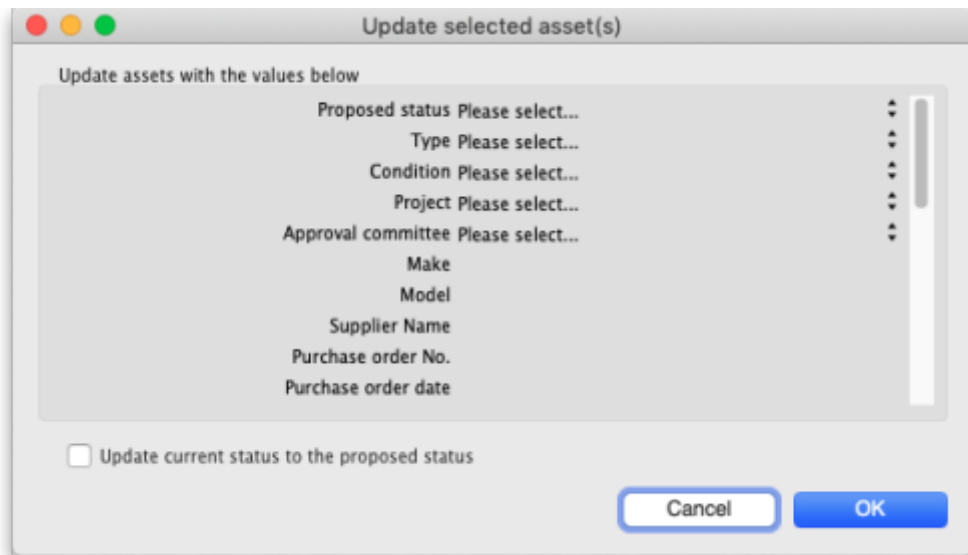 Update selected asset(s)
Update assets with the values below
Proposed status Please select...
Type Please select...
Condition Please select...
Project Please select...
Approval committee Please select...
Make
Model
Supplier Name
Purchase order No.
Purchase order date
Update current status to the proposed status
Cancel OK